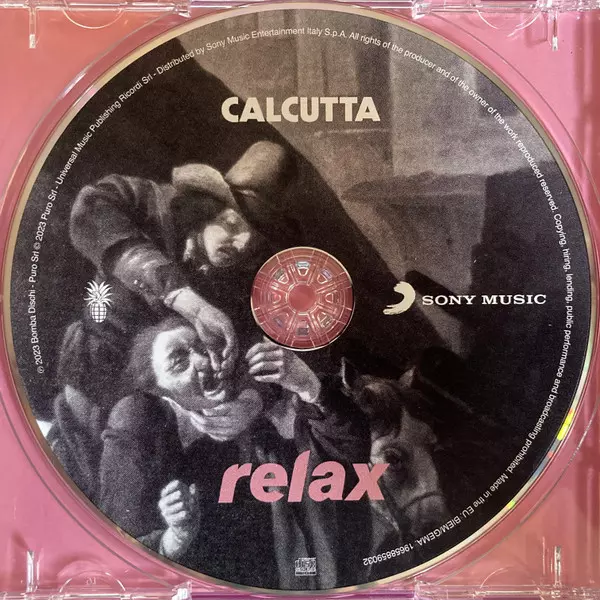 CALCUTTA
SONY MUSIC
relax
℗ 2023 Bomba Dischi - Puro Srl © 2023 Puro Srl - Universal Music Publishing Ricordi Srl - Distributed by Sony Music Entertainment Italy S.p.A. All rights of the producer and of the owner of the work reproduced reserved. Copying, hiring, lending, public performance and broadcasting prohibited. Made in the EU. BIEM/GEMA. 19658859032